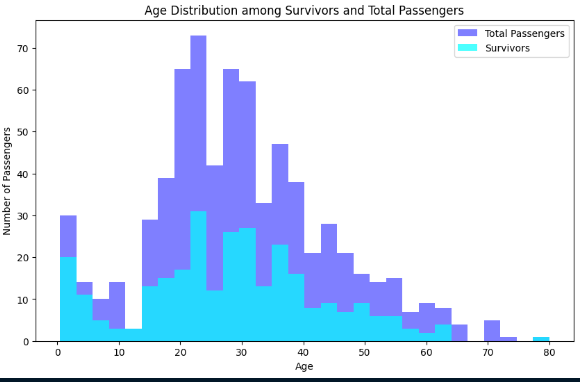 Age Distribution among Survivors and Total Passengers
Total Passengers
Survivors
Number of Passengers
70
60
50
40
30
20
10
0
0 10 20 30 40 50 60 70 80
Age